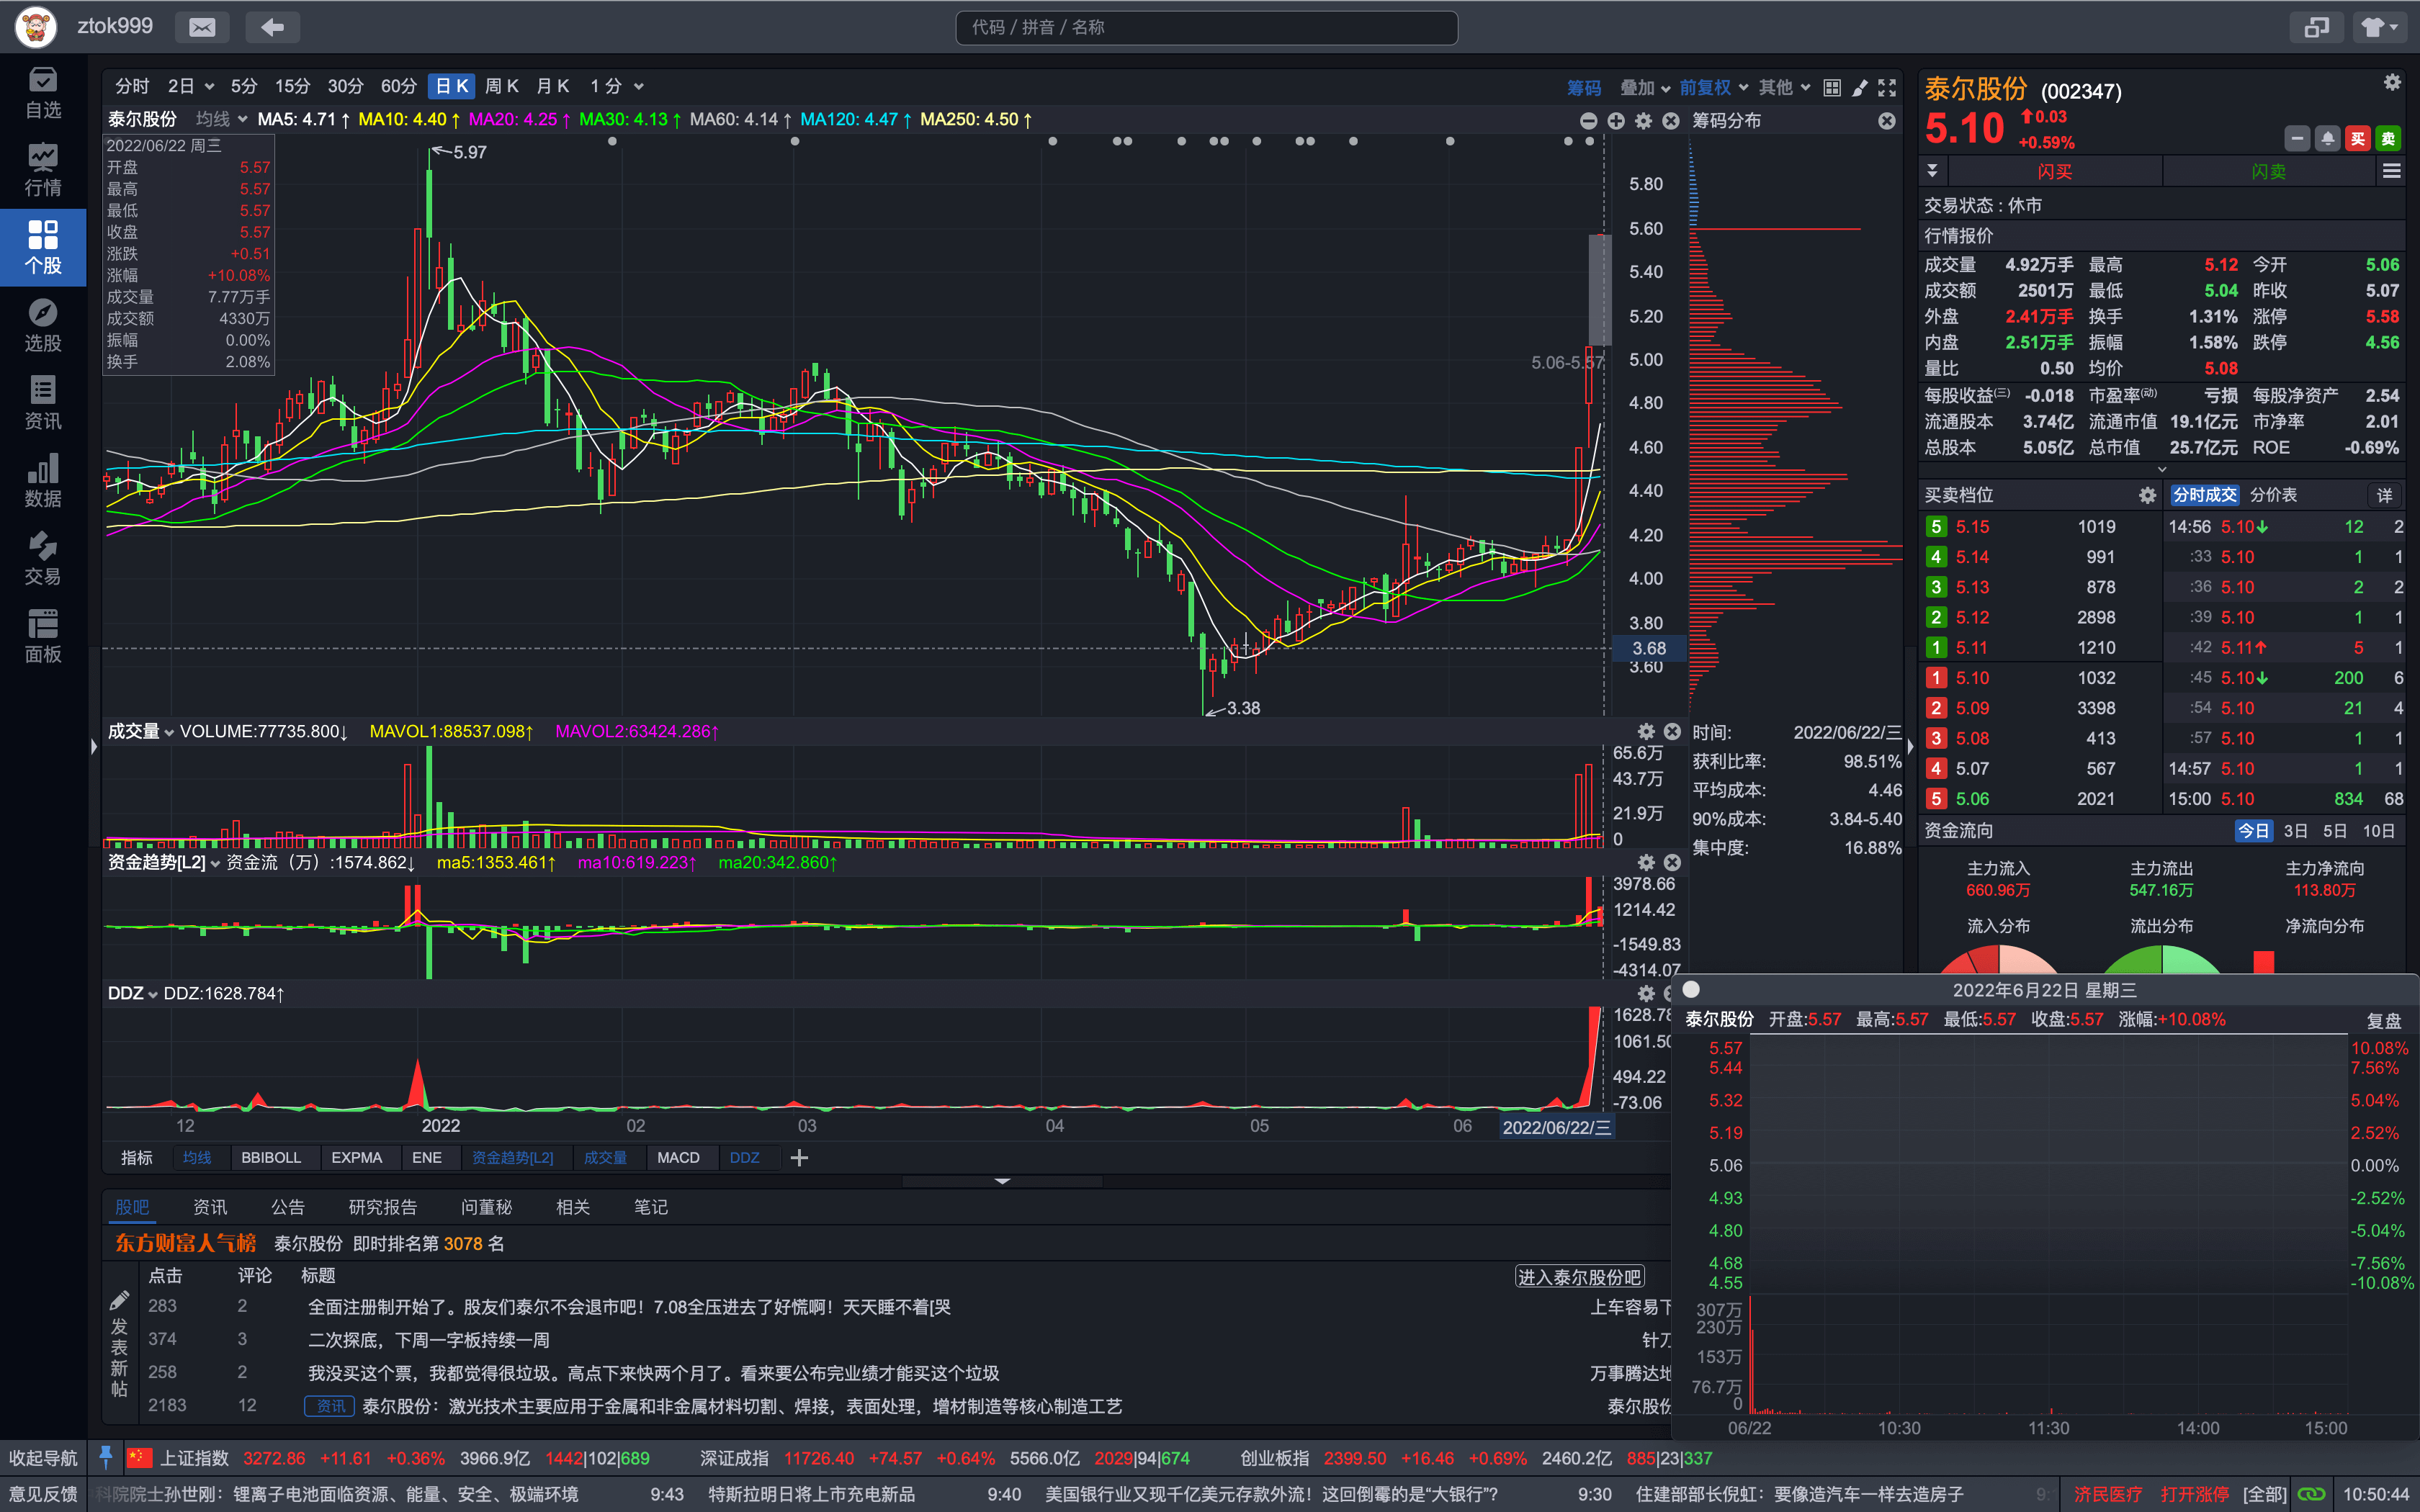 ztok999
代码 / 拼音 / 名称
自选
行情
个股
选股
资讯
数据
交易
面板
分时 2日 5分 15分 30分 60分 日K 周K 月K 1分
筹码 叠加 前复权 其他
泰尔股份 均线 MA5: 4.71↑ MA10: 4.40↑ MA20: 4.25↑ MA30: 4.13↑ MA60: 4.14↑ MA120: 4.47↑ MA250: 4.50↑
筹码分布
2022/06/22 周三
开盘 5.57
最高 5.57
最低 5.57
收盘 5.57
涨跌 +0.51
涨幅 +10.08%
成交量 7.77万手
成交额 4330万
振幅 0.00%
换手 2.08%
5.97
5.06-5.57
3.38
5.80
5.60
5.40
5.20
5.00
4.80
4.60
4.40
4.20
4.00
3.80
3.68
3.60
成交量 VOLUME:77735.800↓ MAVOL1:88537.098↑ MAVOL2:63424.286↑
65.6万
43.7万
21.9万
0
资金趋势[L2] 资金流（万）:1574.862↓ ma5:1353.461↑ ma10:619.223↑ ma20:342.860↑
3978.66
1214.42
-1549.83
-4314.07
DDZ DDZ:1628.784↑
1628.78
1061.50
494.22
-73.06
12 2022 02 03 04 05 06 2022/06/22/三
指标 均线 BBIBOLL EXPMA ENE 资金趋势[L2] 成交量 MACD DDZ
时间: 2022/06/22/三
获利比率: 98.51%
平均成本: 4.46
90%成本: 3.84-5.40
集中度: 16.88%
股吧 资讯 公告 研究报告 问董秘 相关 笔记
东方财富人气榜 泰尔股份 即时排名第 3078 名
点击 评论 标题 进入泰尔股份吧
发表新帖
283 2 全面注册制开始了。股友们泰尔不会退市吧！7.08全压进去了好慌啊！天天睡不着[哭 上车容易下
374 3 二次探底，下周一字板持续一周 针刀
258 2 我没买这个票，我都觉得很垃圾。高点下来快两个月了。看来要公布完业绩才能买这个垃圾 万事腾达地
2183 12 资讯 泰尔股份：激光技术主要应用于金属和非金属材料切割、焊接，表面处理，增材制造等核心制造工艺 泰尔股份
泰尔股份 (002347)
5.10 0.03
+0.59%
买 卖
闪买 闪卖
交易状态 : 休市
行情报价
成交量 4.92万手 最高 5.12 今开 5.06
成交额 2501万 最低 5.04 昨收 5.07
外盘 2.41万手 换手 1.31% 涨停 5.58
内盘 2.51万手 振幅 1.58% 跌停 4.56
量比 0.50 均价 5.08
每股收益(三) -0.018 市盈率(动) 亏损 每股净资产 2.54
流通股本 3.74亿 流通市值 19.1亿元 市净率 2.01
总股本 5.05亿 总市值 25.7亿元 ROE -0.69%
买卖档位 分时成交 分价表 详
5 5.15 1019 14:56 5.10↓ 12 2
4 5.14 991 :33 5.10 1 1
3 5.13 878 :36 5.10 2 2
2 5.12 2898 :39 5.10 1 1
1 5.11 1210 :42 5.11↑ 5 1
1 5.10 1032 :45 5.10↓ 200 6
2 5.09 3398 :54 5.10 21 4
3 5.08 413 :57 5.10 1 1
4 5.07 567 14:57 5.10 1 1
5 5.06 2021 15:00 5.10 834 68
资金流向 今日 3日 5日 10日
主力流入 主力流出 主力净流向
660.96万 547.16万 113.80万
流入分布 流出分布 净流向分布
2022年6月22日 星期三
泰尔股份 开盘:5.57 最高:5.57 最低:5.57 收盘:5.57 涨幅:+10.08% 复盘
5.57 10.08%
5.44 7.56%
5.32 5.04%
5.19 2.52%
5.06 0.00%
4.93 -2.52%
4.80 -5.04%
4.68 -7.56%
4.55 -10.08%
307万
230万
153万
76.7万
0
06/22 10:30 11:30 14:00 15:00
收起导航 上证指数 3272.86 +11.61 +0.36% 3966.9亿 1442|102|689 深证成指 11726.40 +74.57 +0.64% 5566.0亿 2029|94|674 创业板指 2399.50 +16.46 +0.69% 2460.2亿 885|23|337
意见反馈 科院院士孙世刚：锂离子电池面临资源、能量、安全、极端环境 9:43 特斯拉明日将上市充电新品 9:40 美国银行业又现千亿美元存款外流！这回倒霉的是“大银行”？ 9:30 住建部部长倪虹：要像造汽车一样去造房子 济民医疗 打开涨停 [全部] 10:50:44